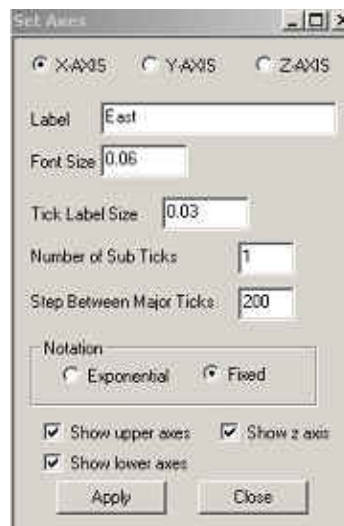 Set Axes
X-AXIS Y-AXIS Z-AXIS
Label East
Font Size 0.06
Tick Label Size 0.03
Number of Sub Ticks 1
Step Between Major Ticks 200
Notation
Exponential Fixed
Show upper axes Show z axis
Show lower axes
Apply Close